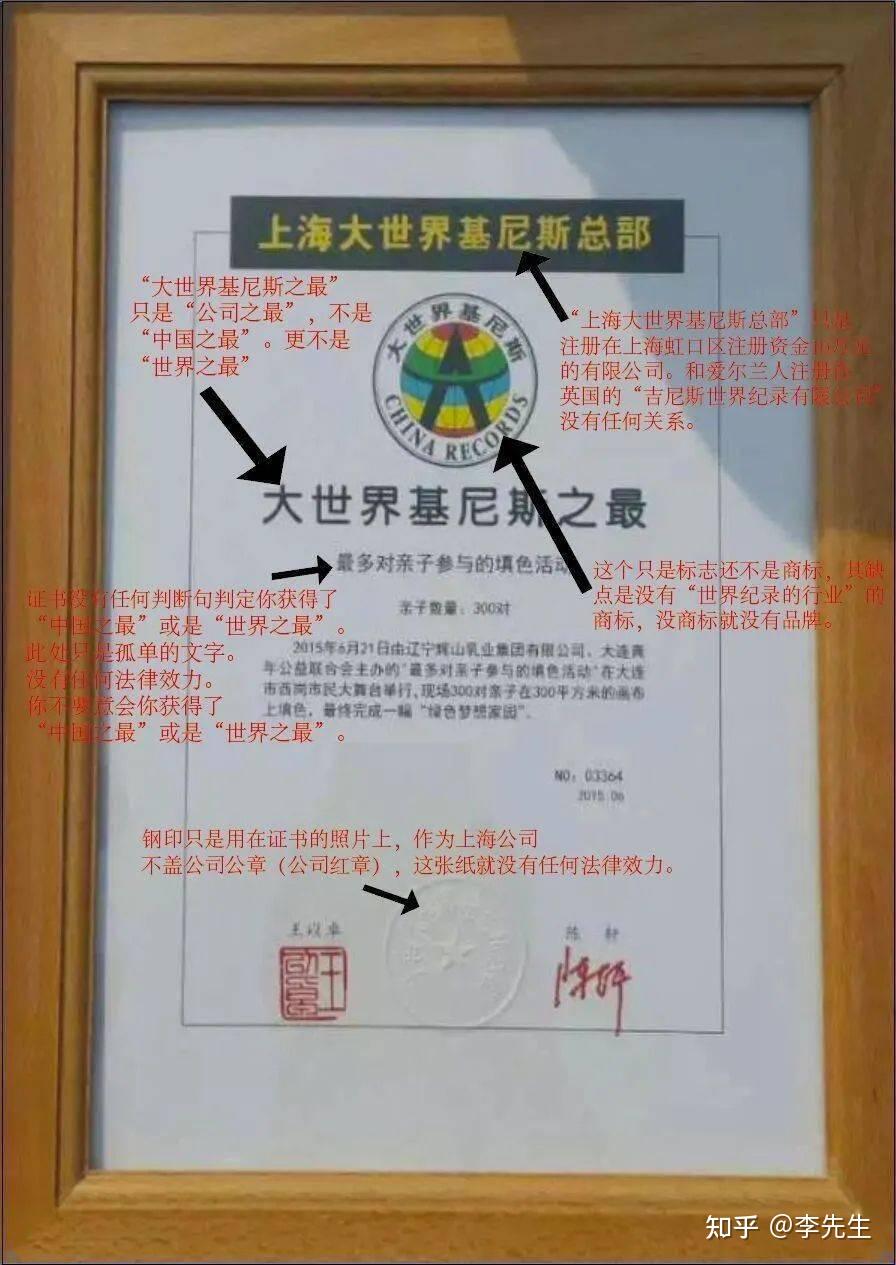 上海大世界基尼斯总部
大世界基尼斯
CHINA RECORDS
“大世界基尼斯之最”
只是“公司之最”，不是
“中国之最”。更不是
“世界之最”
“上海大世界基尼斯总部”只是
注册在上海虹口区注册资金
的有限公司。和爱尔兰人注册在
英国的“吉尼斯世界纪录有限公司”
没有任何关系。
大世界基尼斯之最
最多对亲子参与的填色活动
亲子数量：300对
这个只是标志还不是商标，其缺
点是没有“世界纪录的行业”的
商标，没商标就没有品牌。
证书没有任何判断句判定你获得了
“中国之最”或是“世界之最”。
此处只是孤单的文字。
没有任何法律效力。
你不要意会你获得了
“中国之最”或是“世界之最”。
2015年6月21日由辽宁辉山乳业集团有限公司、大连青
年公益联合会主办的“最多对亲子参与的填色活动”在大连
市西岗市民大舞台举行，现场300对亲子在300平方米的画布
上填色，最终完成一幅“绿色梦想家园”。
NO：03364
2015.06
钢印只是用在证书的照片上，作为上海公司
不盖公司公章（公司红章），这张纸就没有任何法律效力。
王以卓
陈 轩
知乎 @李先生